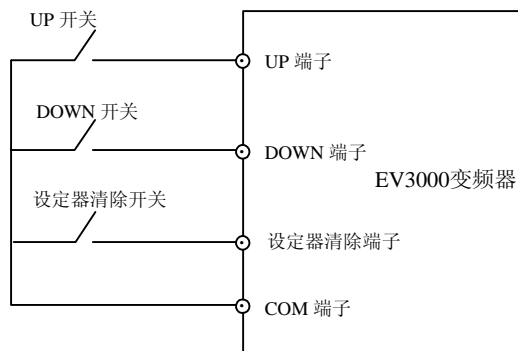 UP 开关
UP 端子
DOWN 开关
DOWN 端子
EV3000变频器
设定器清除开关
设定器清除端子
COM 端子